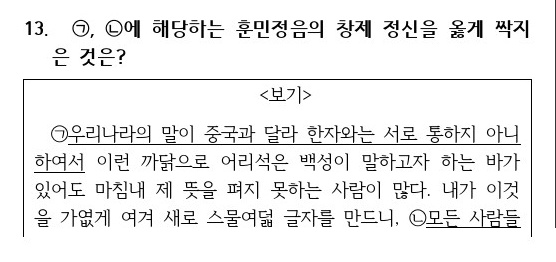 13. ㉠, ㉡에 해당하는 훈민정음의 창제 정신을 옳게 짝지
은 것은?
<보기>
㉠우리나라의 말이 중국과 달라 한자와는 서로 통하지 아니
하여서 이런 까닭으로 어리석은 백성이 말하고자 하는 바가
있어도 마침내 제 뜻을 펴지 못하는 사람이 많다. 내가 이것
을 가엾게 여겨 새로 스물여덟 글자를 만드니, ㉡모든 사람들